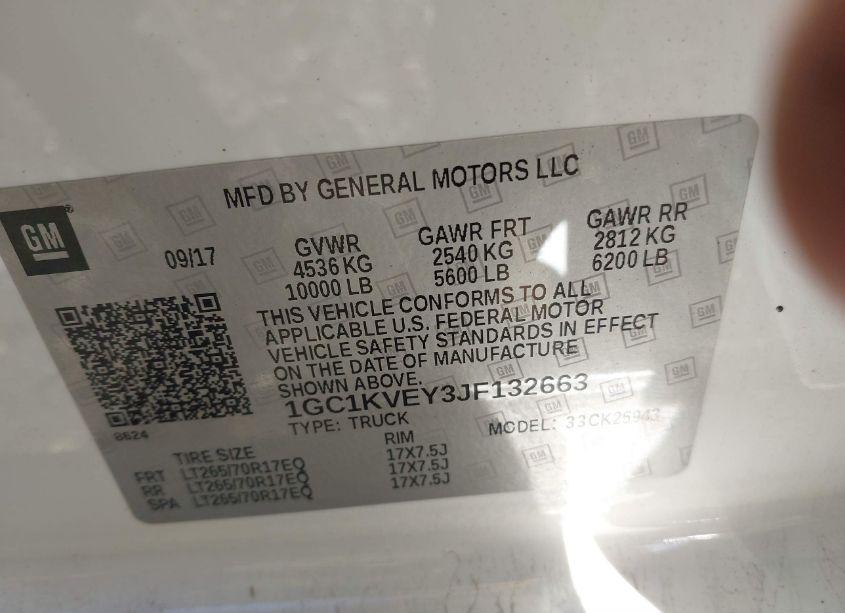 MFD BY GENERAL MOTORS LLC
GM®
09/17
GVWR
4536 KG
10000 LB
GAWR FRT
2540 KG
5600 LB
GAWR RR
2812 KG
6200 LB
THIS VEHICLE CONFORMS TO ALL
APPLICABLE U.S. FEDERAL MOTOR
VEHICLE SAFETY STANDARDS IN EFFECT
ON THE DATE OF MANUFACTURE
SHOWN ABOVE.
1GC1KVEY3JF132663
TYPE: TRUCK
MODEL: 33CK25943
8624
TIRE SIZE
RIM
FRT LT265/70R17EQ 17X7.5J
RR LT265/70R17EQ 17X7.5J
SPA LT265/70R17EQ 17X7.5J